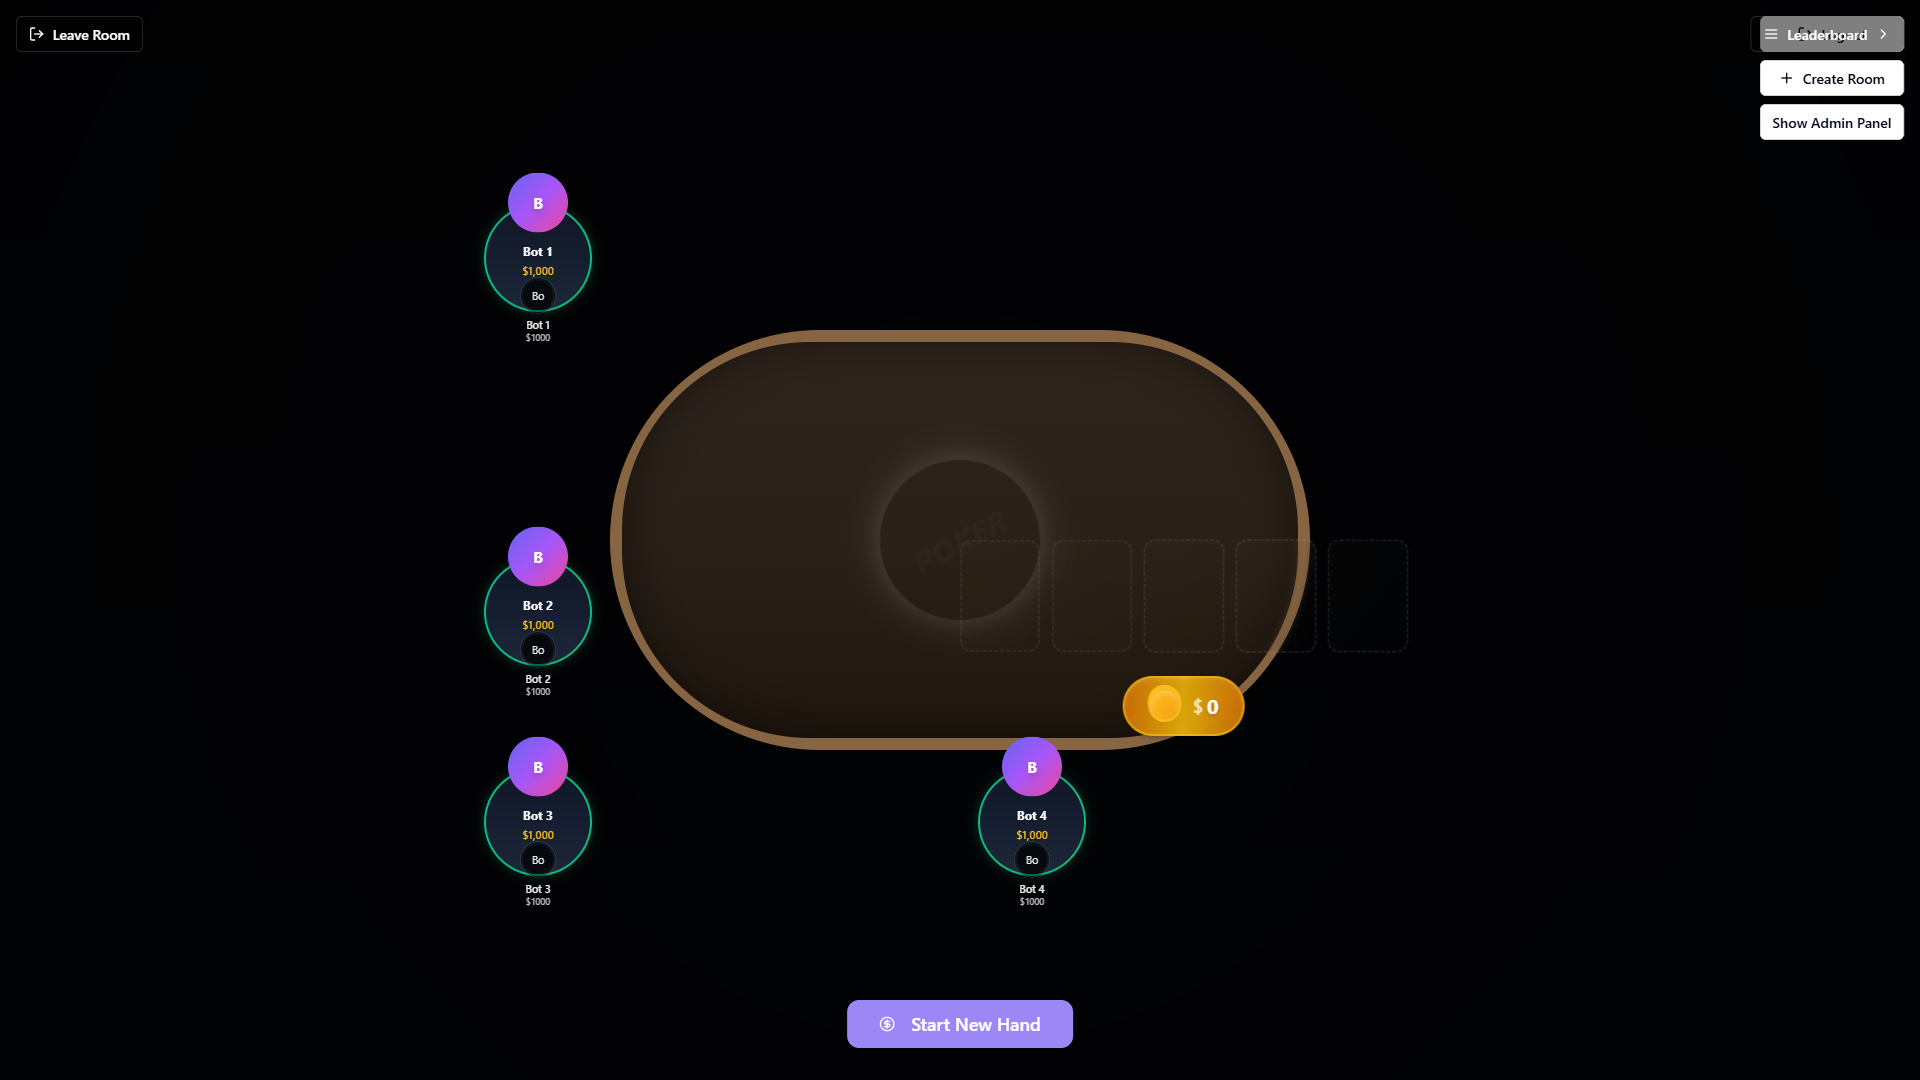 Leave Room
Leaderboard
Create Room
Show Admin Panel
B
Bot 1
$1,000
Bo
Bot 1
$1000
POKER
B
Bot 2
$1,000
Bo
Bot 2
$1000
$0
B
Bot 3
$1,000
Bo
Bot 3
$1000
B
Bot 4
$1,000
Bo
Bot 4
$1000
Start New Hand